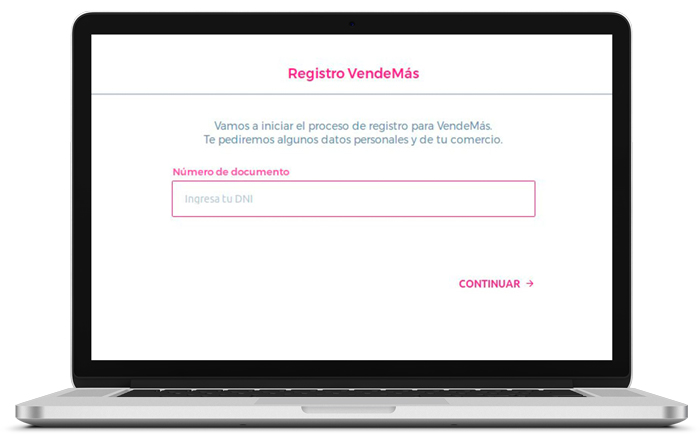 Registro VendeMás
Vamos a iniciar el proceso de registro para VendeMás.
Te pediremos algunos datos personales y de tu comercio.
Número de documento
Ingresa tu DNI
CONTINUAR →